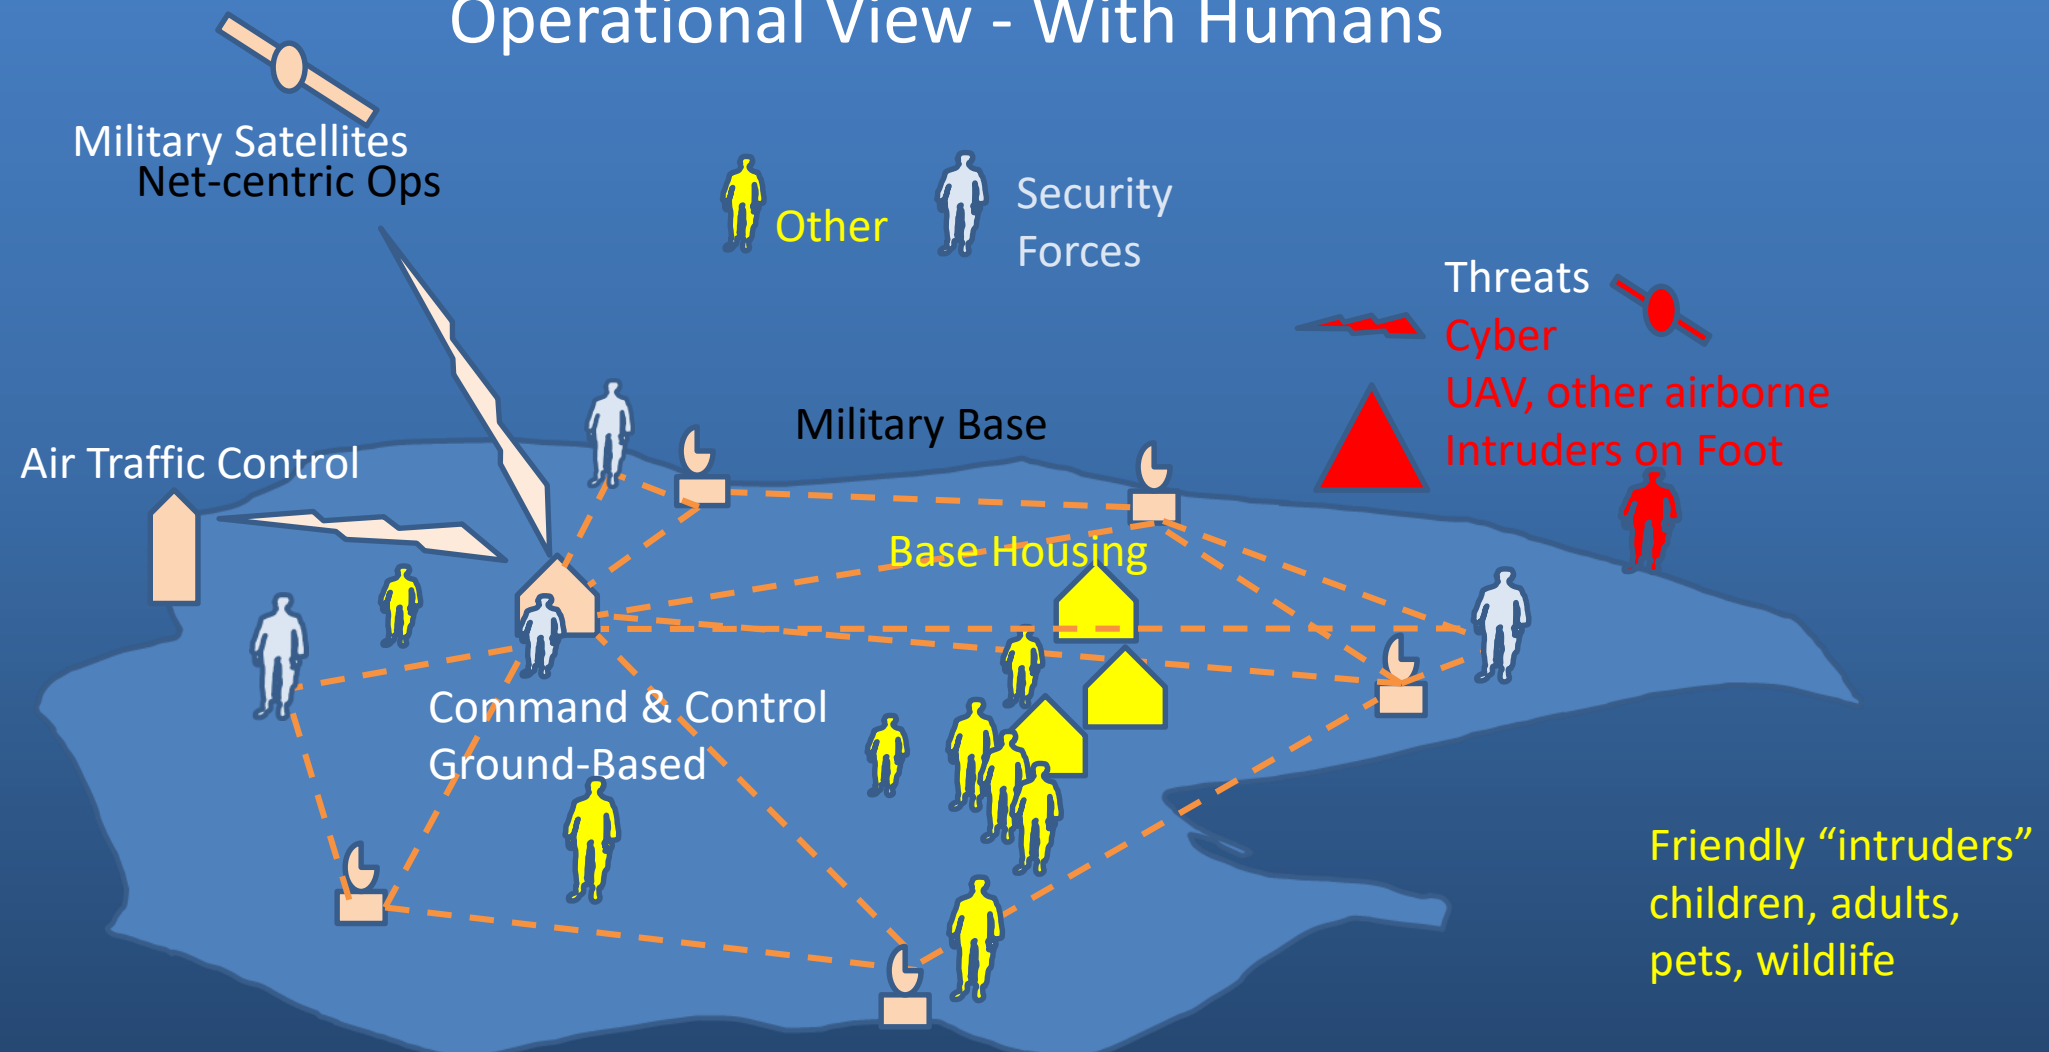 Operational View - With Humans
Military Satellites
Net-centric Ops
Other
Security
Forces
Threats
Cyber
UAV, other airborne
Intruders on Foot
Military Base
Air Traffic Control
Base Housing
Command & Control
Ground-Based
Friendly “intruders”
children, adults,
pets, wildlife